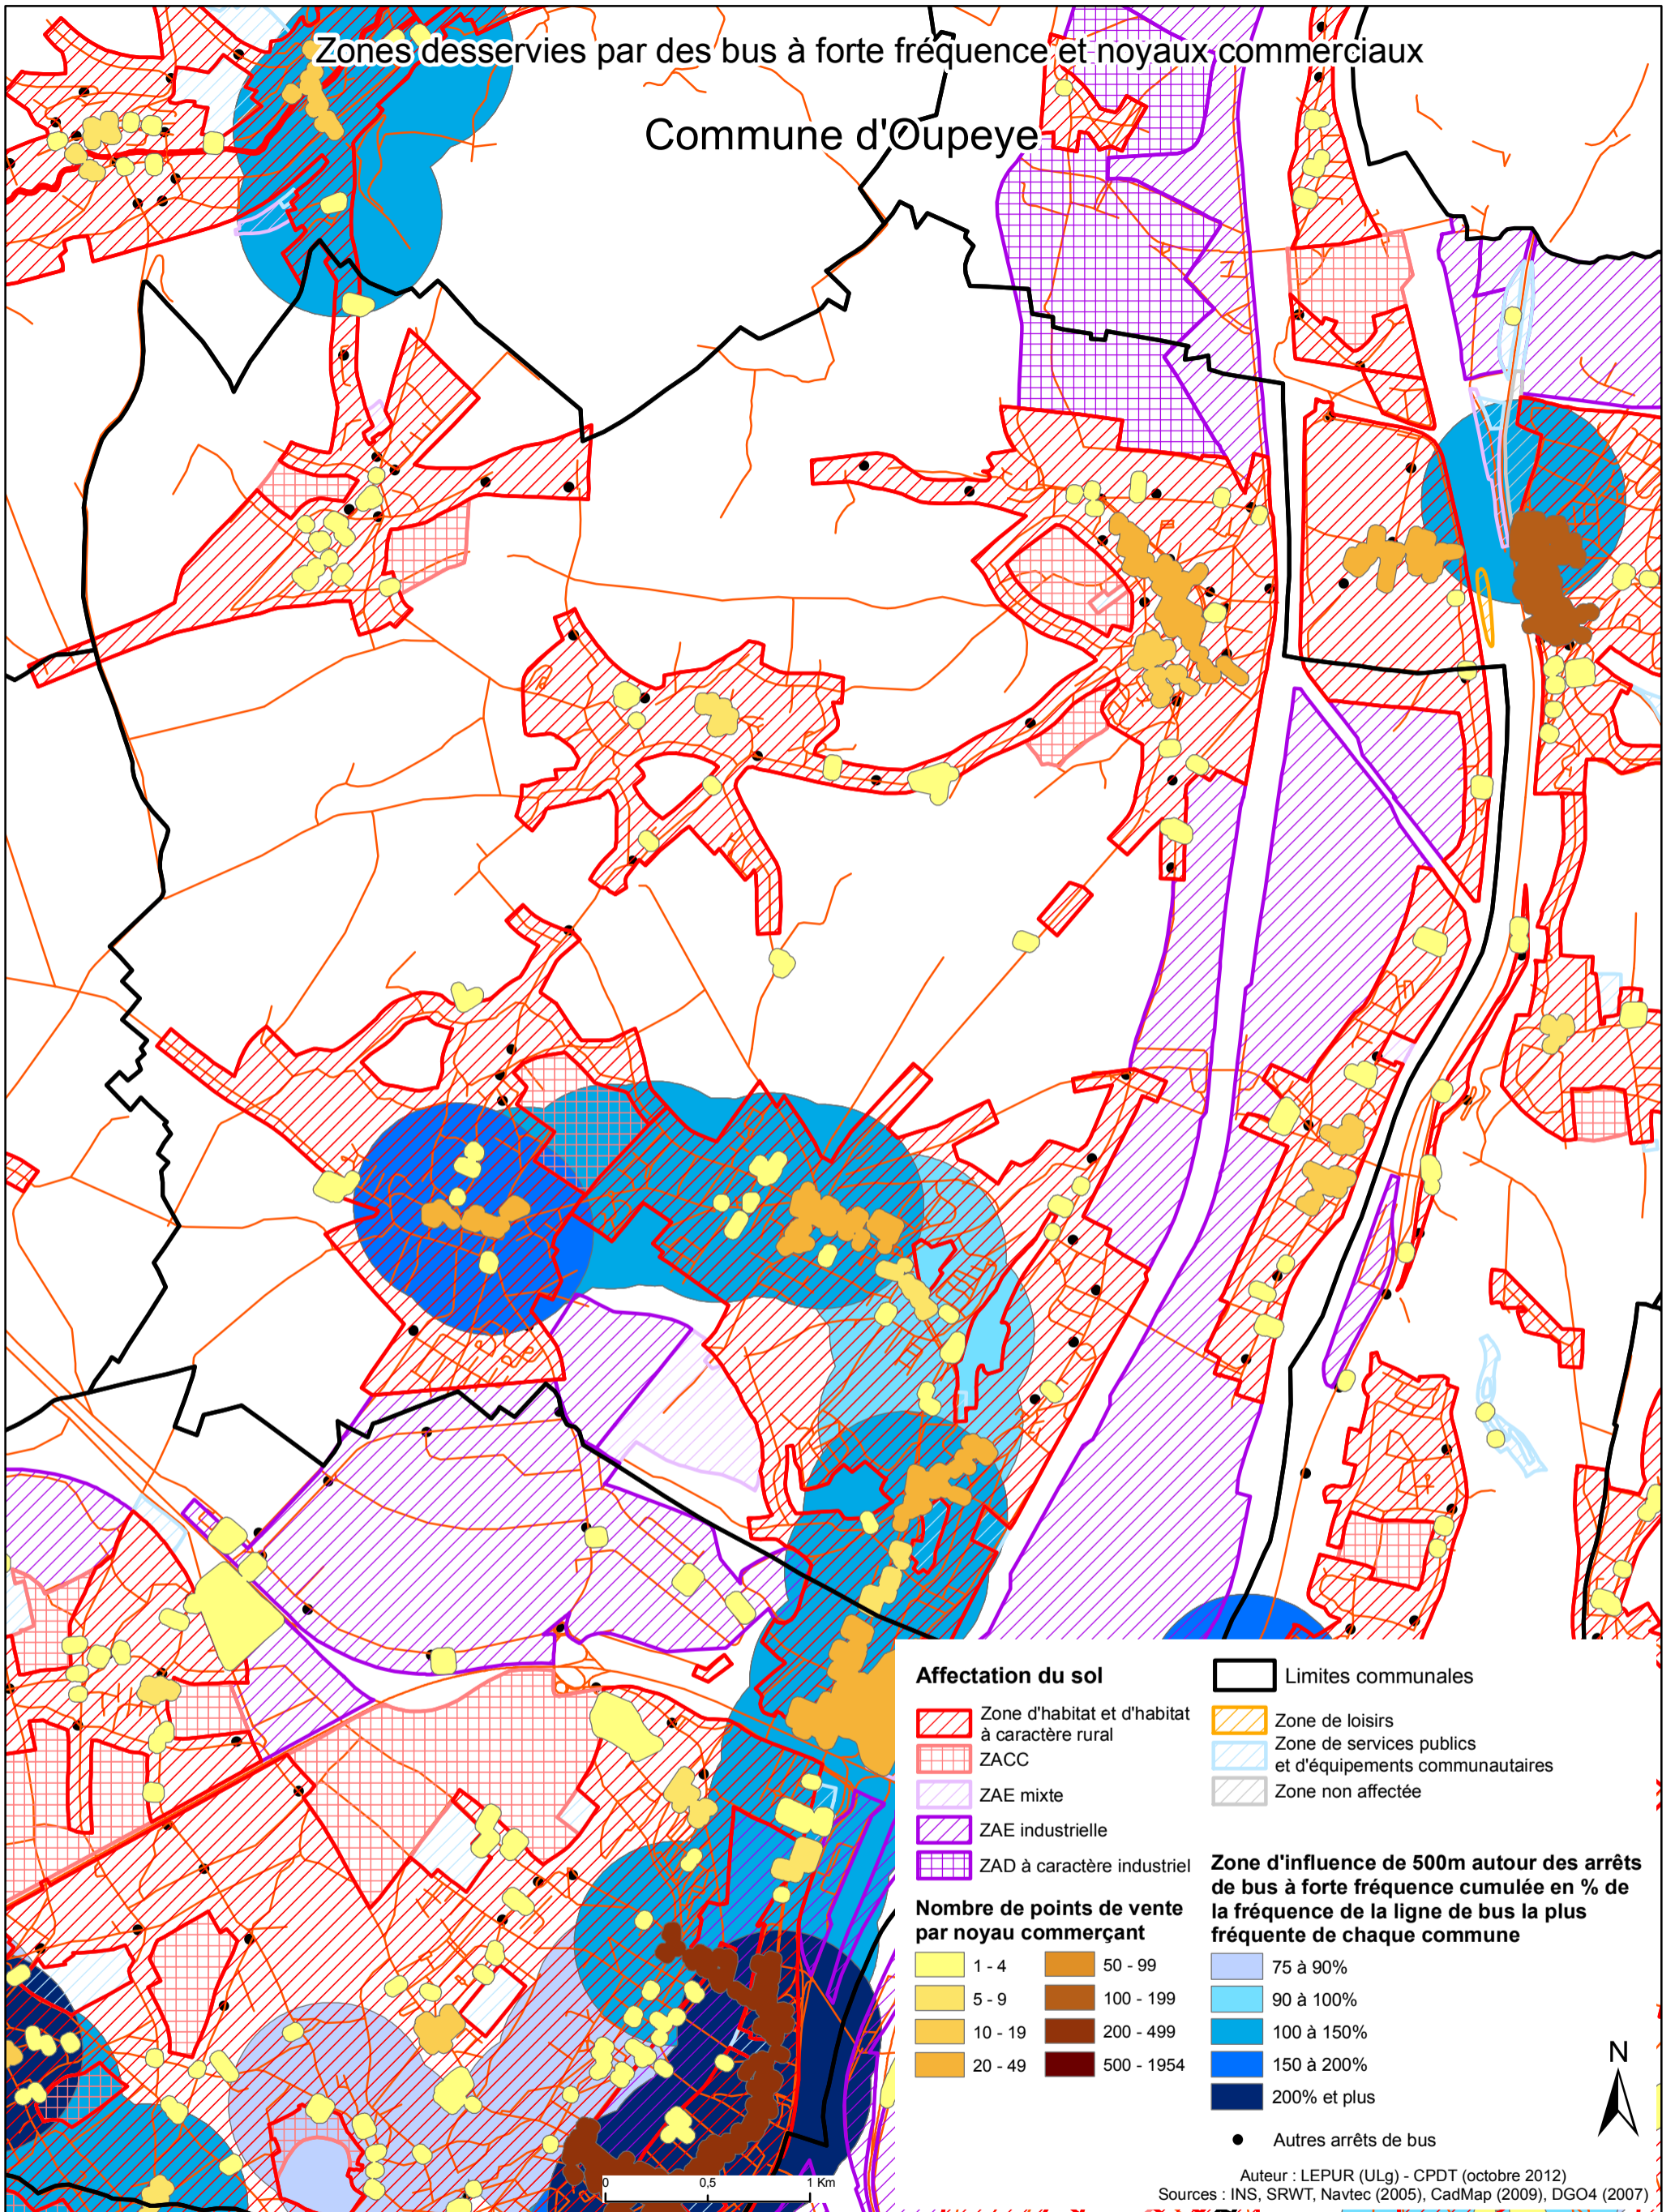 Zones desservies par des bus à forte fréquence et noyaux commerciaux
Commune d'Oupeye
Affectation du sol
Zone d'habitat et d'habitat
à caractère rural
ZACC
ZAE mixte
ZAE industrielle
ZAD à caractère industriel
Limites communales
Zone de loisirs
Zone de services publics
et d'équipements communautaires
Zone non affectée
Nombre de points de vente
par noyau commerçant
1 - 4
5 - 9
10 - 19
20 - 49
50 - 99
100 - 199
200 - 499
500 - 1954
Zone d'influence de 500m autour des arrêts
de bus à forte fréquence cumulée en % de
la fréquence de la ligne de bus la plus
fréquente de chaque commune
75 à 90%
90 à 100%
100 à 150%
150 à 200%
200% et plus
Autres arrêts de bus
N
0 0,5 1 Km
Auteur : LEPUR (ULg) - CPDT (octobre 2012)
Sources : INS, SRWT, Navtec (2005), CadMap (2009), DGO4 (2007)